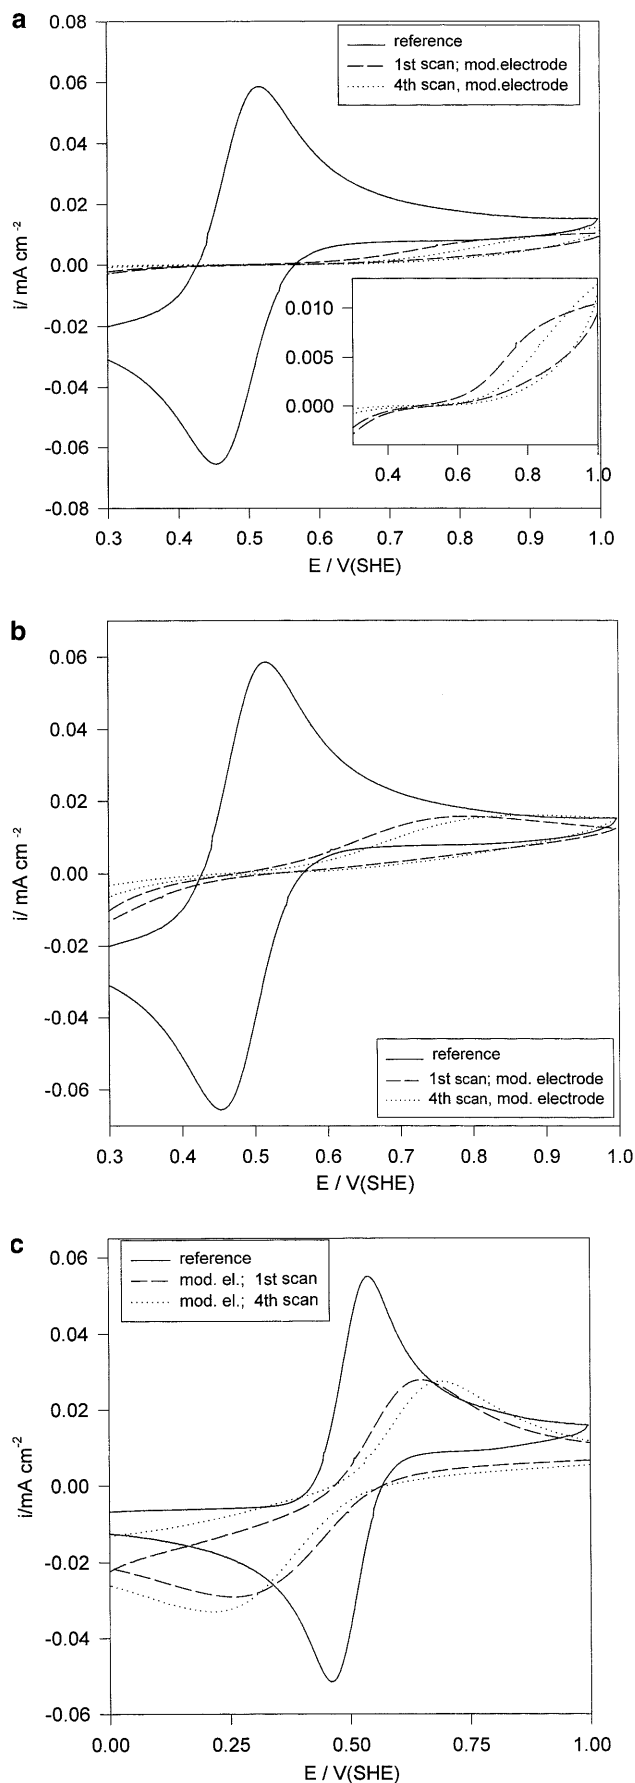 a
0.08
reference
1st scan; mod.electrode
4th scan, mod.electrode
0.06
0.04
0.02
i/ mA cm -2
0.00
0.010
0.005
0.000
0.4 0.6 0.8 1.0
-0.02
-0.04
-0.06
-0.08
0.3 0.4 0.5 0.6 0.7 0.8 0.9 1.0
E / V(SHE)
b
0.06
0.04
0.02
i/ mA cm -2
0.00
-0.02
-0.04
-0.06
reference
1st scan; mod. electrode
4th scan, mod. electrode
0.3 0.4 0.5 0.6 0.7 0.8 0.9 1.0
E / V(SHE)
c
0.06
reference
mod. el.; 1st scan
mod. el.; 4th scan
0.04
0.02
i/mA cm-2
0.00
-0.02
-0.04
-0.06
0.00 0.25 0.50 0.75 1.00
E / V(SHE)